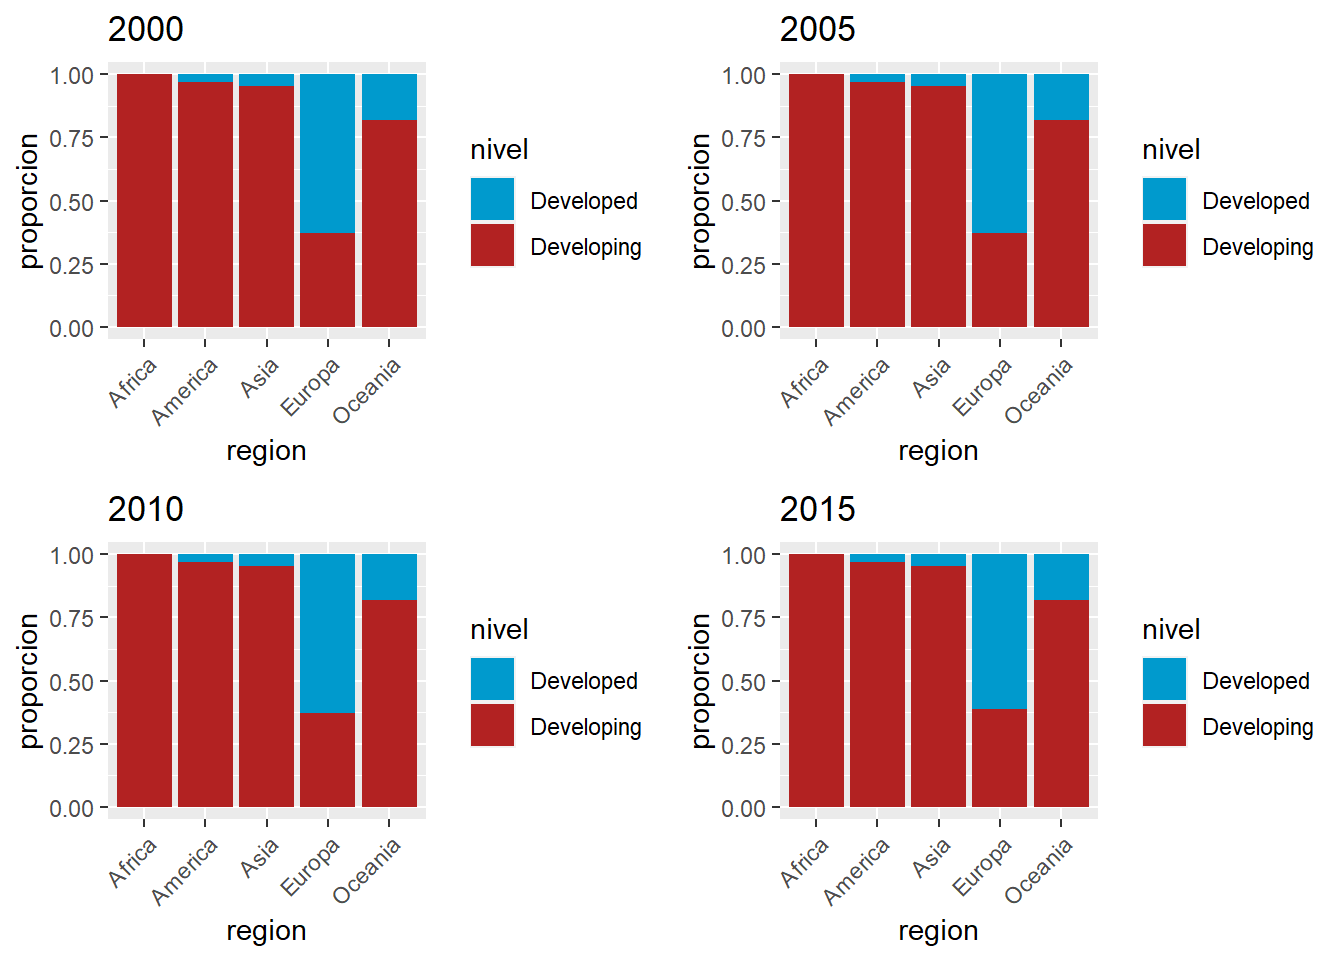 2000
proporcion
1.00
0.75
0.50
0.25
0.00
Africa
America
Asia
Europa
Oceania
region
nivel
Developed
Developing
2005
proporcion
1.00
0.75
0.50
0.25
0.00
Africa
America
Asia
Europa
Oceania
region
nivel
Developed
Developing
2010
proporcion
1.00
0.75
0.50
0.25
0.00
Africa
America
Asia
Europa
Oceania
region
nivel
Developed
Developing
2015
proporcion
1.00
0.75
0.50
0.25
0.00
Africa
America
Asia
Europa
Oceania
region
nivel
Developed
Developing